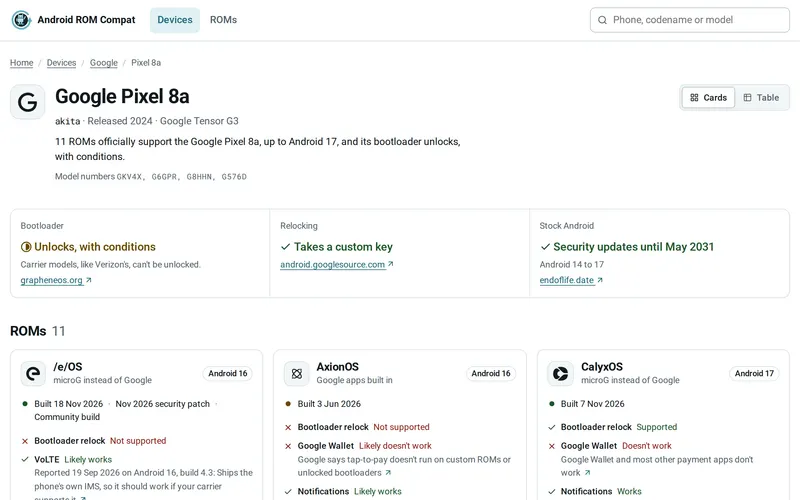 Android ROM Compat
Devices
ROMs
Phone, codename or model
Home / Devices / Google / Pixel 8a
Google Pixel 8a
Cards
Table
akita · Released 2024 · Google Tensor G3
11 ROMs officially support the Google Pixel 8a, up to Android 17, and its bootloader unlocks,
with conditions.
Model numbers GKV4X, G6GPR, G8HHN, G576D
Bootloader
Unlocks, with conditions
Carrier models, like Verizon's, can't be unlocked.
grapheneos.org
Relocking
Takes a custom key
android.googlesource.com
Stock Android
Security updates until May 2031
Android 14 to 17
endoflife.date
ROMs 11
/e/OS
microG instead of Google
Android 16
Built 18 Nov 2026 · Nov 2026 security patch ·
Community build
Bootloader relock Not supported
VoLTE Likely works
Reported 19 Sep 2026 on Android 16, build 4.3: Ships the
phone's own IMS, so it should work if your carrier
supports it
AxionOS
Google apps built in
Android 16
Built 3 Jun 2026
Bootloader relock Not supported
Google Wallet Likely doesn't work
Google says tap-to-pay doesn't run on custom ROMs or
unlocked bootloaders
Notifications Likely works
CalyxOS
microG instead of Google
Android 17
Built 7 Nov 2026
Bootloader relock Supported
Google Wallet Doesn't work
Google Wallet and most other payment apps don't
work
Notifications Works